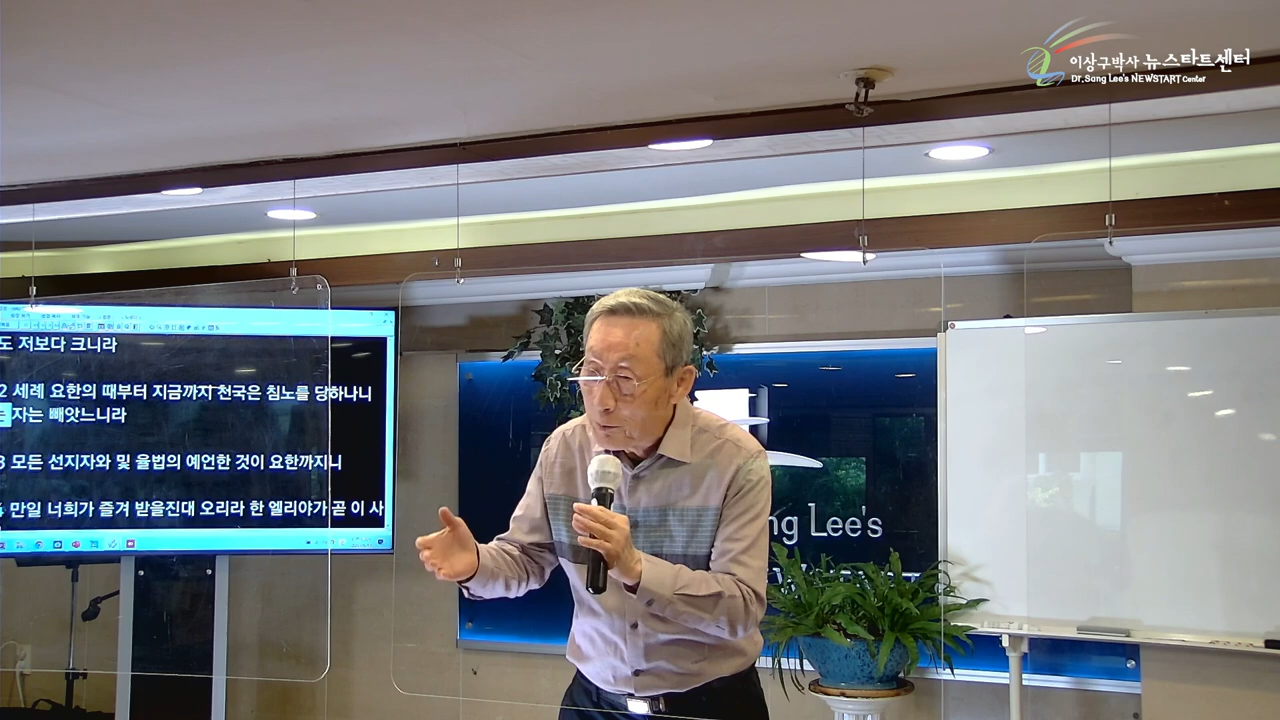 이상구박사 뉴스타트센터
Dr.Sang Lee's NEWSTART Center
도 저보다 크니라
2 세례 요한의 때부터 지금까지 천국은 침노를 당하나니
는 자는 빼앗느니라
3 모든 선지자와 및 율법의 예언한 것이 요한까지니
만일 너희가 즐겨 받을진대 오리라 한 엘리야가 곧 이 사
ng Lee's